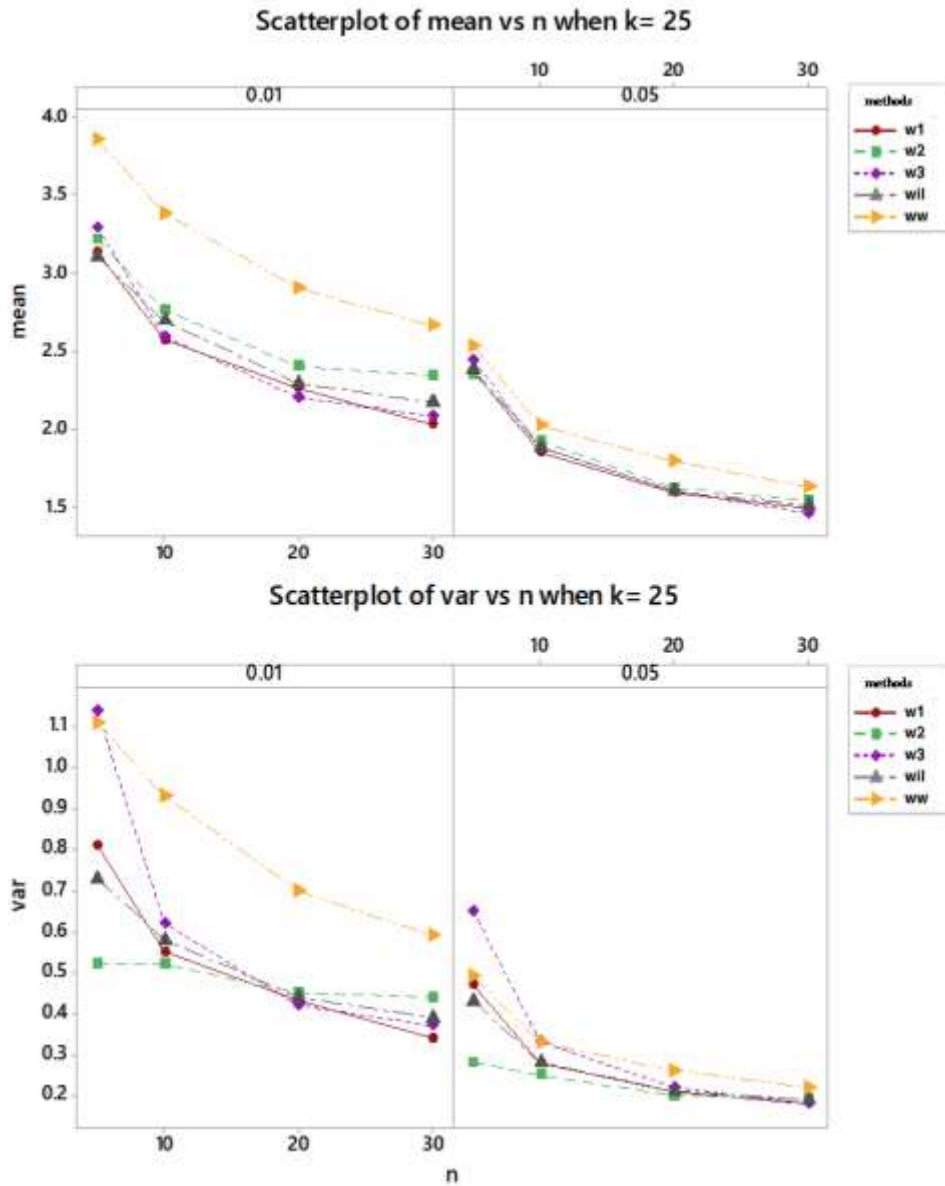 Scatterplot of mean vs n when k= 25
10 20 30
0.01 0.05
methods
w1
w2
w3
wil
ww
4.0
3.5
3.0
2.5
2.0
1.5
mean
10 20 30
Scatterplot of var vs n when k= 25
10 20 30
0.01 0.05
methods
w1
w2
w3
wil
ww
1.1
1.0
0.9
0.8
0.7
0.6
0.5
0.4
0.3
0.2
var
10 20 30
n